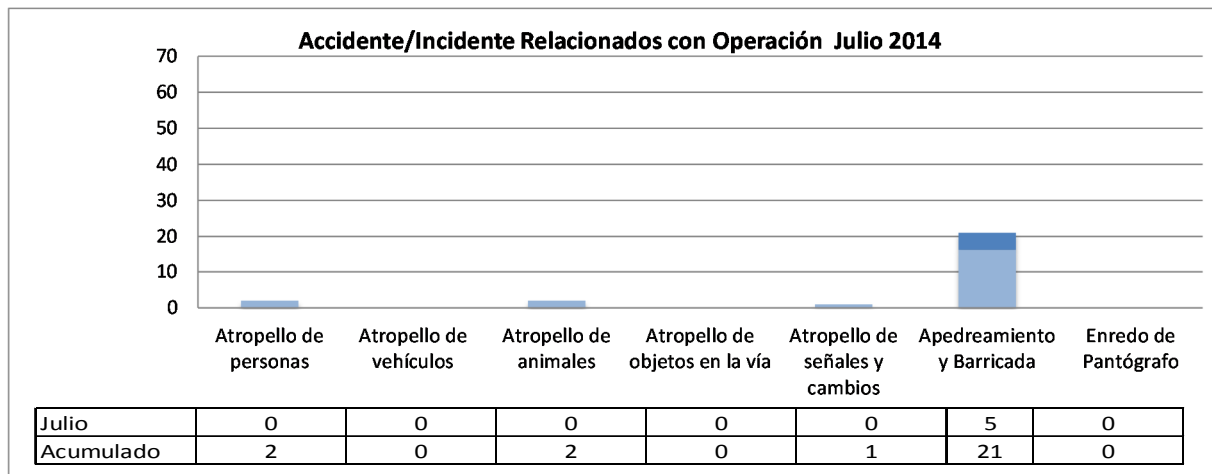 Accidente/Incidente Relacionados con Operación Julio 2014
70
60
50
40
30
20
10
0
Atropello de personas
Atropello de vehículos
Atropello de animales
Atropello de objetos en la vía
Atropello de señales y cambios
Apedreamiento y Barricada
Enredo de Pantógrafo
Julio 0 0 0 0 0 5 0
Acumulado 2 0 2 0 1 21 0